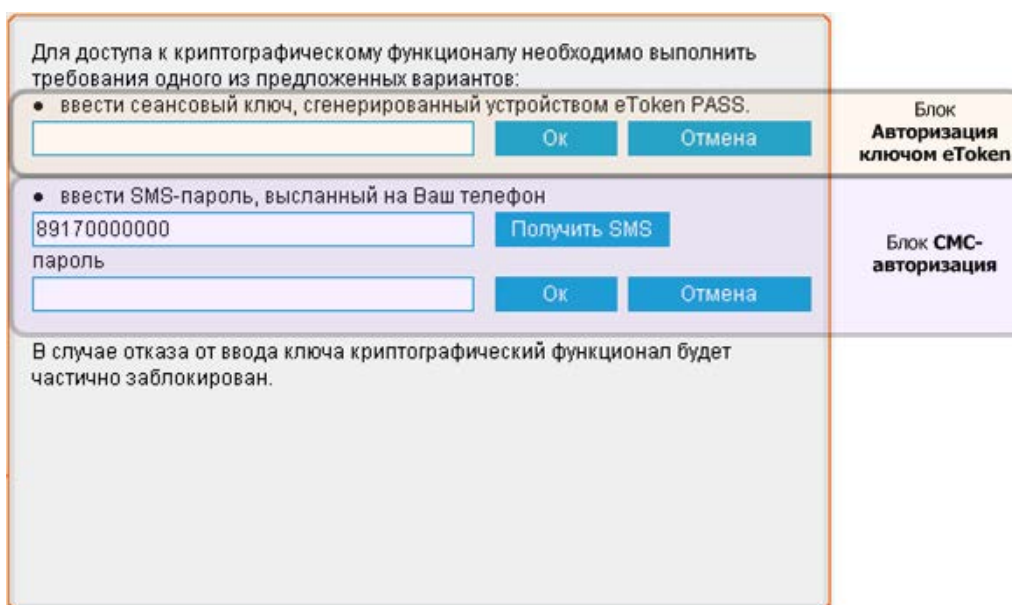 Для доступа к криптографическому функционалу необходимо выполнить
требования одного из предложенных вариантов:
• ввести сеансовый ключ, сгенерированный устройством eToken PASS.
Ок Отмена
Блок
Авторизация
ключом eToken
• ввести SMS-пароль, высланный на Ваш телефон
89170000000 Получить SMS
пароль
Ок Отмена
Блок СМС-
авторизация
В случае отказа от ввода ключа криптографический функционал будет
частично заблокирован.